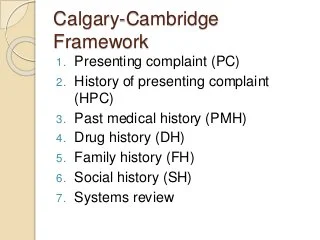 Calgary-Cambridge
Framework
1. Presenting complaint (PC)
2. History of presenting complaint
(HPC)
3. Past medical history (PMH)
4. Drug history (DH)
5. Family history (FH)
6. Social history (SH)
7. Systems review